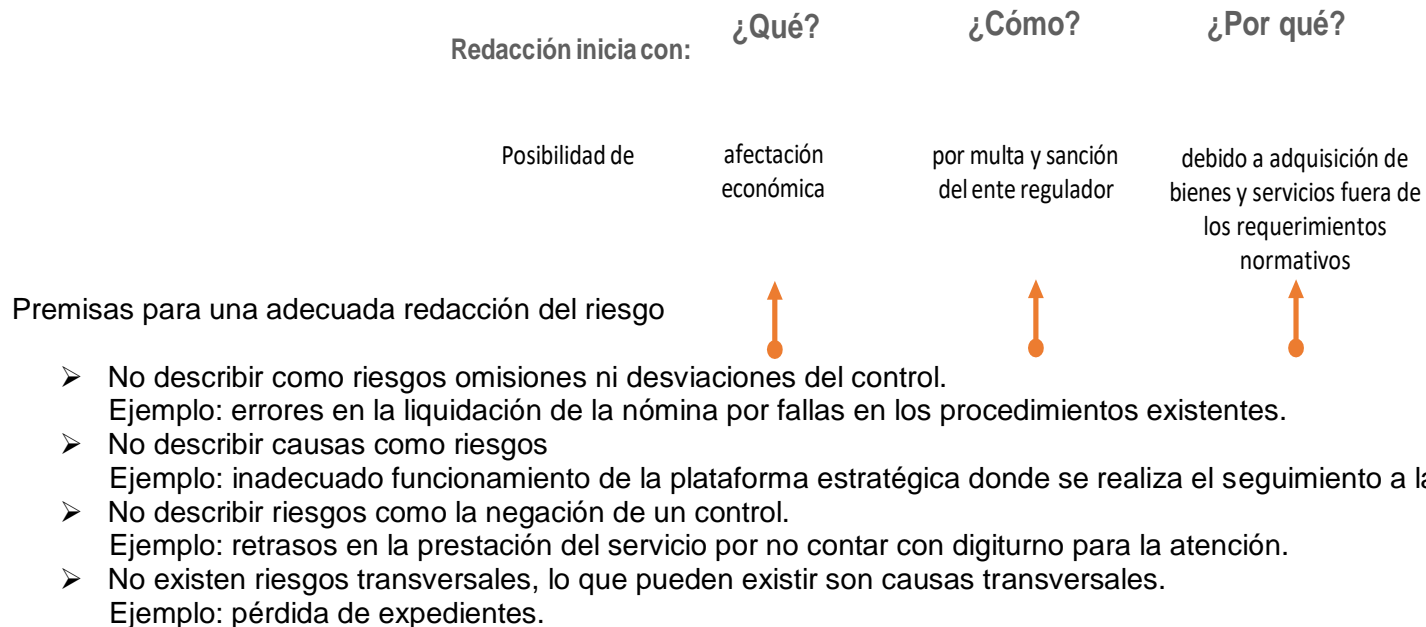 Redacción inicia con: ¿Qué? ¿Cómo? ¿Por qué?
Posibilidad de afectación por multa y sanción debido a adquisición de
económica del ente regulador bienes y servicios fuera de
los requerimientos
normativos
Premisas para una adecuada redacción del riesgo
➢ No describir como riesgos omisiones ni desviaciones del control.
Ejemplo: errores en la liquidación de la nómina por fallas en los procedimientos existentes.
➢ No describir causas como riesgos
Ejemplo: inadecuado funcionamiento de la plataforma estratégica donde se realiza el seguimiento a
➢ No describir riesgos como la negación de un control.
Ejemplo: retrasos en la prestación del servicio por no contar con digiturno para la atención.
➢ No existen riesgos transversales, lo que pueden existir son causas transversales.
Ejemplo: pérdida de expedientes.